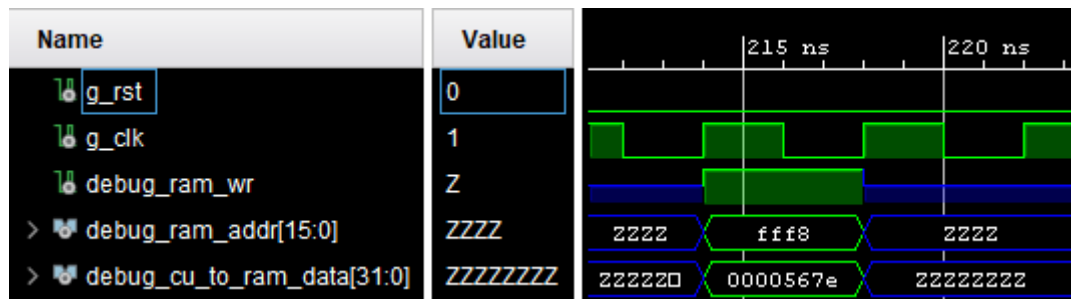 Name Value 215 ns 220 ns
g_rst 0
g_clk 1
debug_ram_wr Z
> debug_ram_addr[15:0] ZZZZ ZZZZ fff8 ZZZZ
> debug_cu_to_ram_data[31:0] ZZZZZZZZ ZZZZZ□ 0000567e ZZZZZZZZ